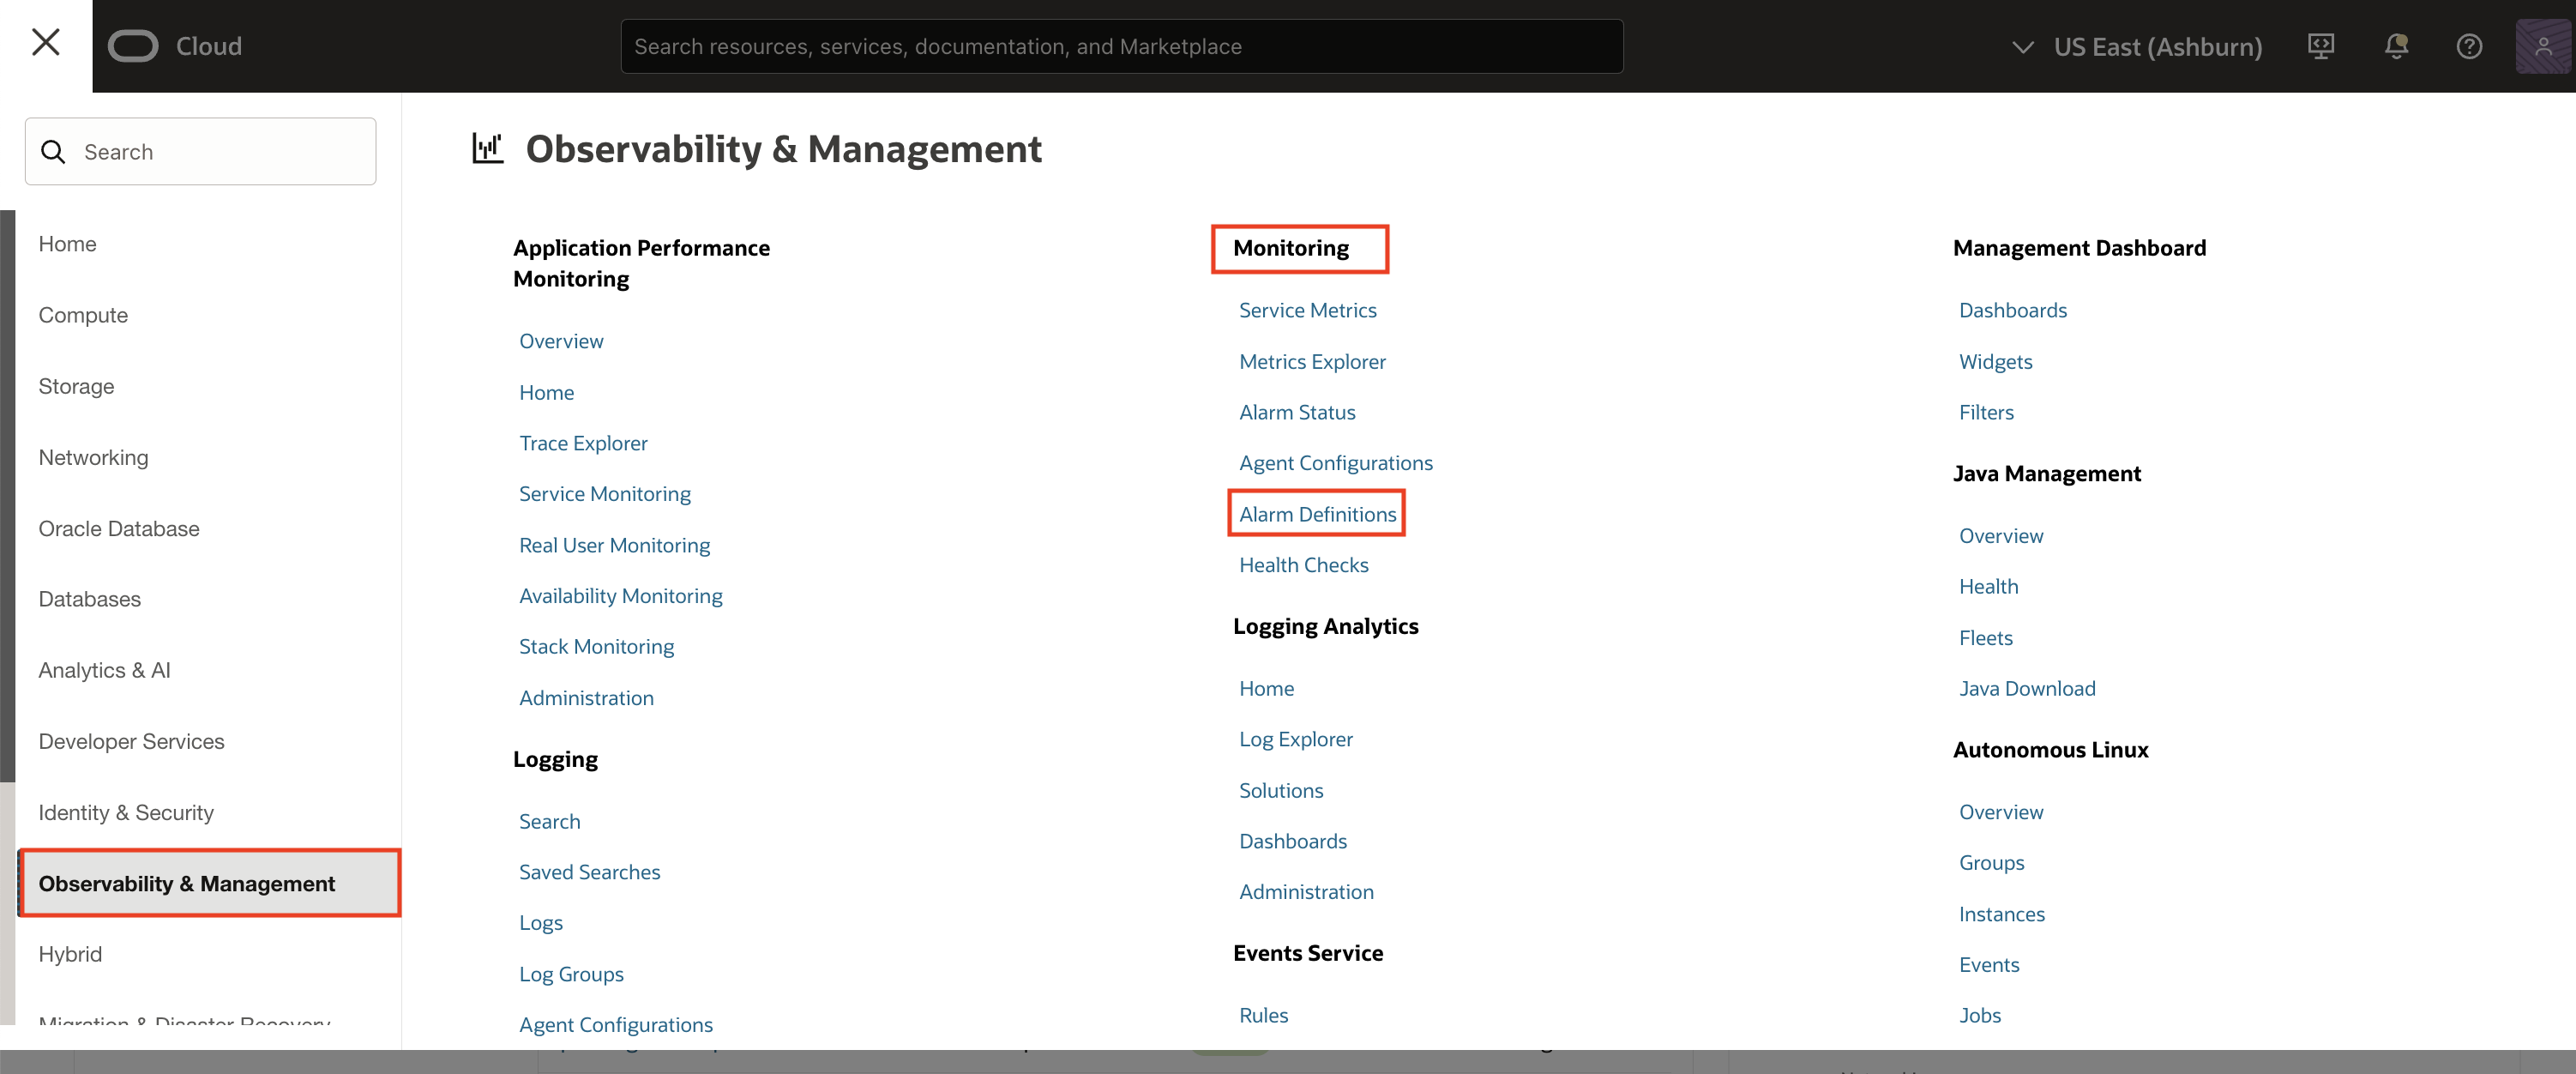 Cloud
Search resources, services, documentation, and Marketplace
US East (Ashburn)
Search
Home
Compute
Storage
Networking
Oracle Database
Databases
Analytics & AI
Developer Services
Identity & Security
Observability & Management
Hybrid
Migration & Disaster Recovery
Observability & Management
Application Performance
Monitoring
Overview
Home
Trace Explorer
Service Monitoring
Real User Monitoring
Availability Monitoring
Stack Monitoring
Administration
Logging
Search
Saved Searches
Logs
Log Groups
Agent Configurations
Monitoring
Service Metrics
Metrics Explorer
Alarm Status
Agent Configurations
Alarm Definitions
Health Checks
Logging Analytics
Home
Log Explorer
Solutions
Dashboards
Administration
Events Service
Rules
Management Dashboard
Dashboards
Widgets
Filters
Java Management
Overview
Health
Fleets
Java Download
Autonomous Linux
Overview
Groups
Instances
Events
Jobs